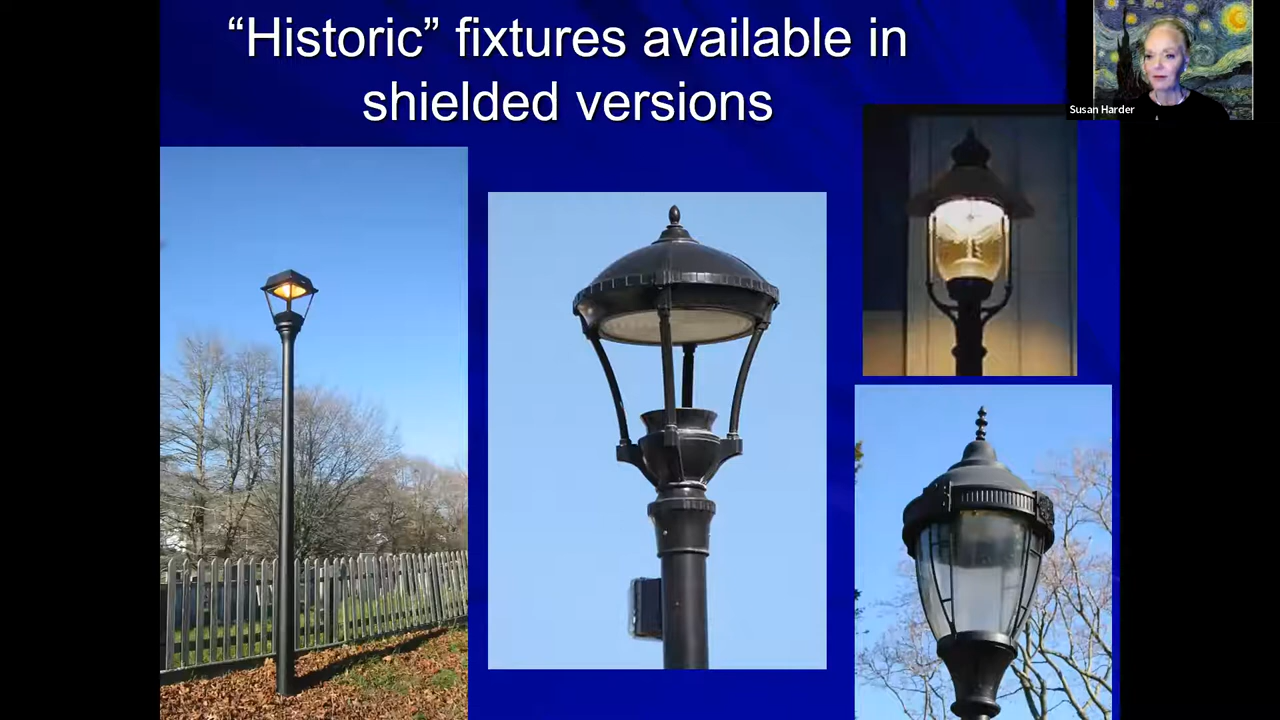 “Historic” fixtures available in
shielded versions
Susan Harder